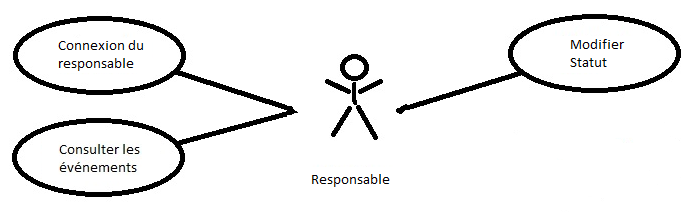 Connexion du
responsable
Modifier
Statut
Consulter les
événements
Responsable